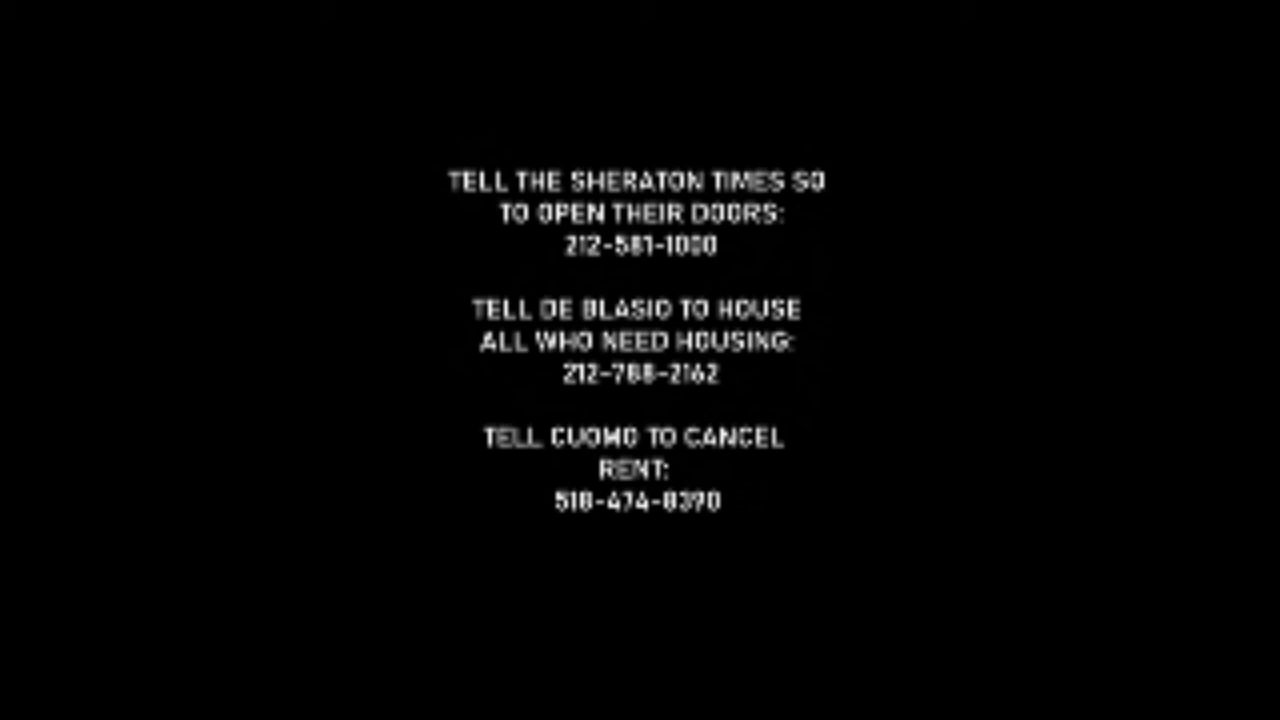 TELL THE SHERATON TIMES SQ
TO OPEN THEIR DOORS:
212-581-1000
TELL DE BLASIO TO HOUSE
ALL WHO NEED HOUSING:
212-788-2162
TELL CUOMO TO CANCEL
RENT:
518-474-8390